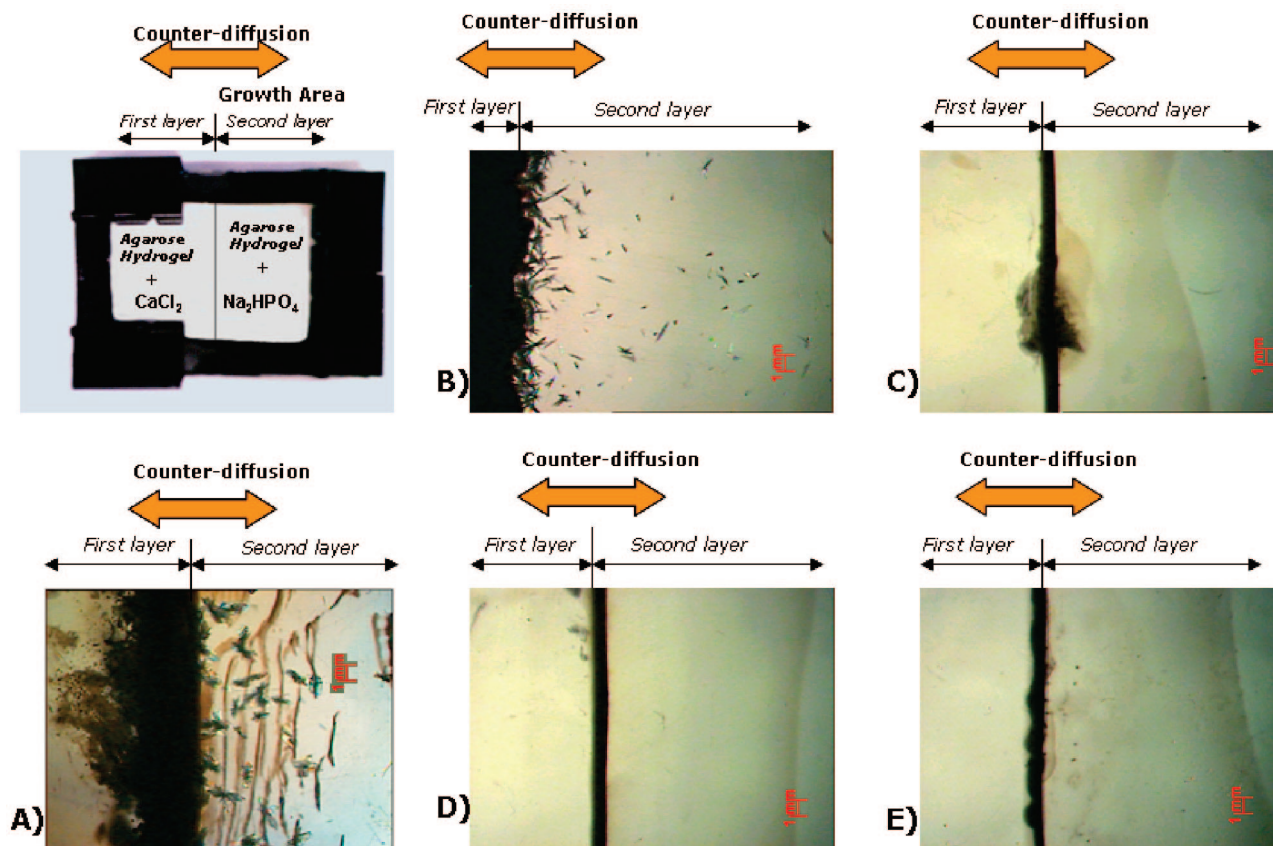 Counter-diffusion
Growth Area
First layer
Second layer
Agarose
Hydrogel
+
CaCl₂
Agarose
Hydrogel
+
Na₂HPO₄
Counter-diffusion
First layer
Second layer
1mm
B)
Counter-diffusion
First layer
Second layer
1mm
C)
Counter-diffusion
First layer
Second layer
1mm
A)
Counter-diffusion
First layer
Second layer
1mm
D)
Counter-diffusion
First layer
Second layer
1mm
E)